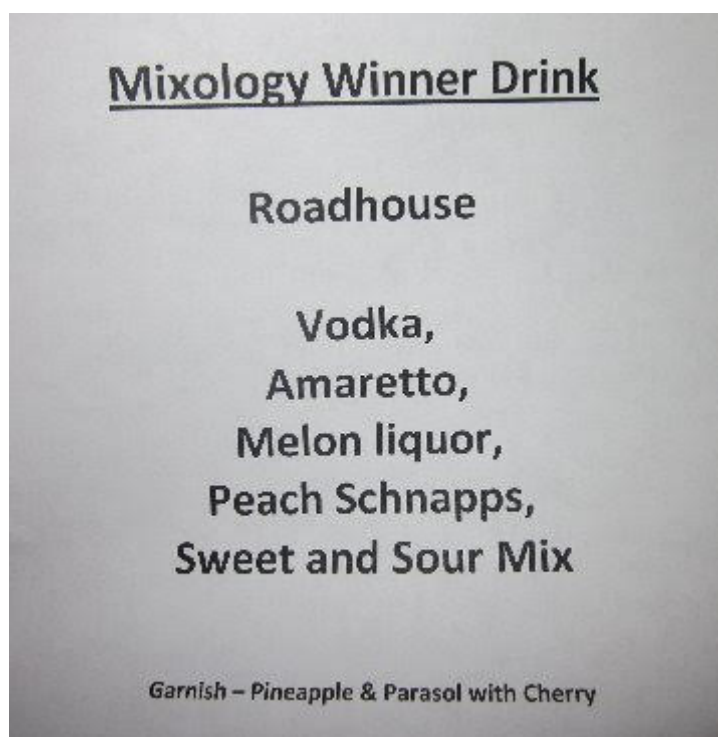 Mixology Winner Drink
Roadhouse
Vodka,
Amaretto,
Melon liquor,
Peach Schnapps,
Sweet and Sour Mix
Garnish – Pineapple & Parasol with Cherry